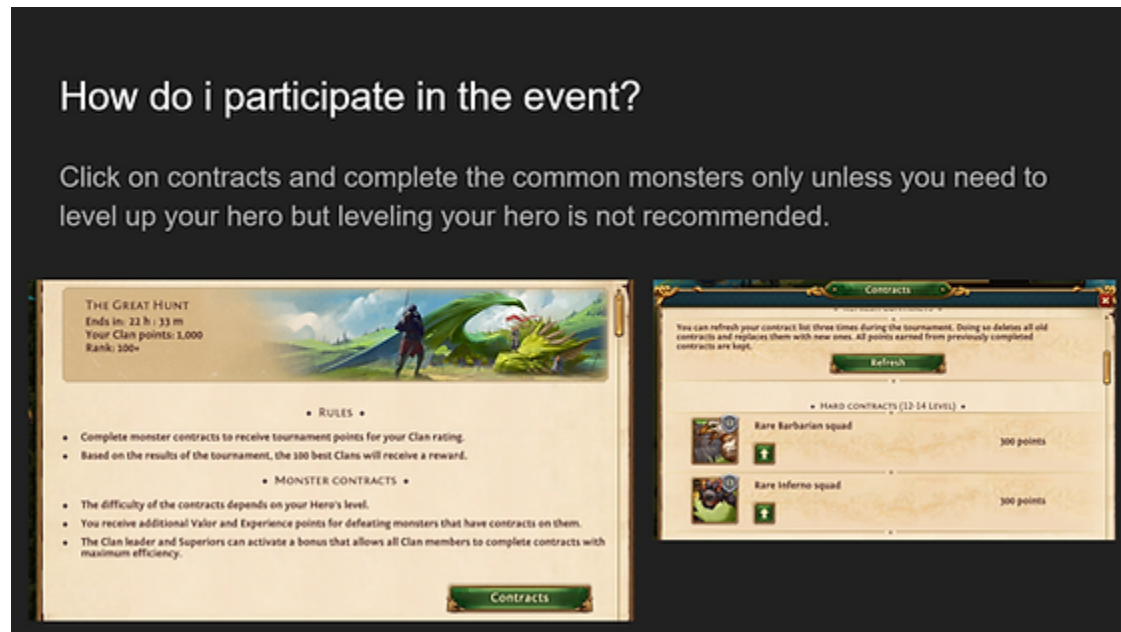 How do i participate in the event?
Click on contracts and complete the common monsters only unless you need to
level up your hero but leveling your hero is not recommended.
THE GREAT HUNT
Ends in: 22 h : 33 m
Your Clan points: 1,000
Rank: 100+
• RULES •
• Complete monster contracts to receive tournament points for your Clan rating.
• Based on the results of the tournament, the 100 best Clans will receive a reward.
• MONSTER CONTRACTS •
• The difficulty of the contracts depends on your Hero's level.
• You receive additional Valor and Experience points for defeating monsters that have contracts on them.
• The Clan leader and Superiors can activate a bonus that allows all Clan members to complete contracts with
maximum efficiency.
Contracts
Contracts
You can refresh your contract list three times during the tournament. Doing so deletes all old
contracts and replaces them with new ones. All points earned from previously completed
contracts are kept.
Refresh
• HARD CONTRACTS (12-14 LEVEL) •
Rare Barbarian squad
300 points
Rare Inferno squad
300 points